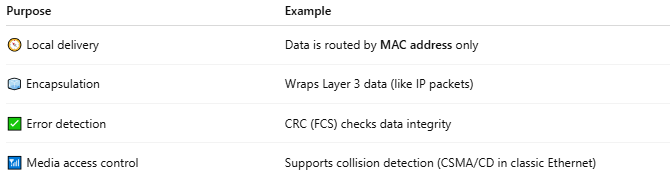 Purpose Example
Local delivery Data is routed by MAC address only
Encapsulation Wraps Layer 3 data (like IP packets)
Error detection CRC (FCS) checks data integrity
Media access control Supports collision detection (CSMA/CD in classic Ethernet)